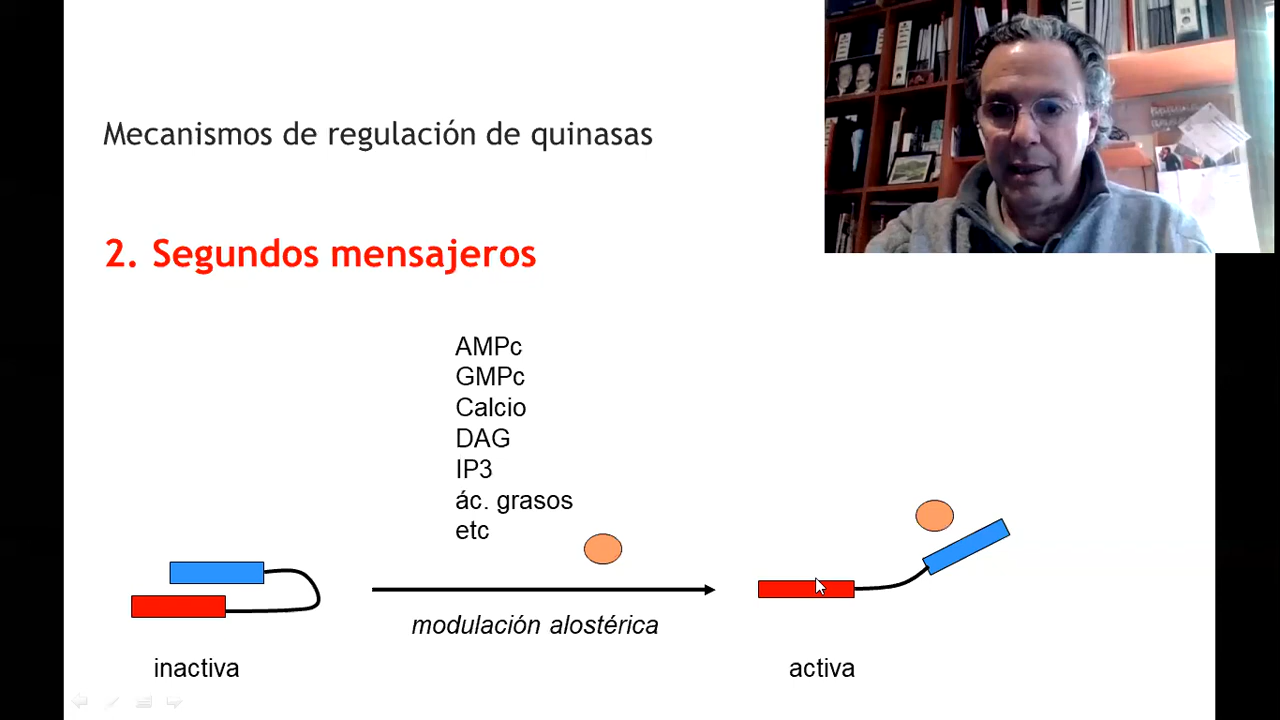 Mecanismos de regulación de quinasas
2. Segundos mensajeros
AMPc
GMPc
Calcio
DAG
IP3
ác. grasos
etc
modulación alostérica
inactiva
activa